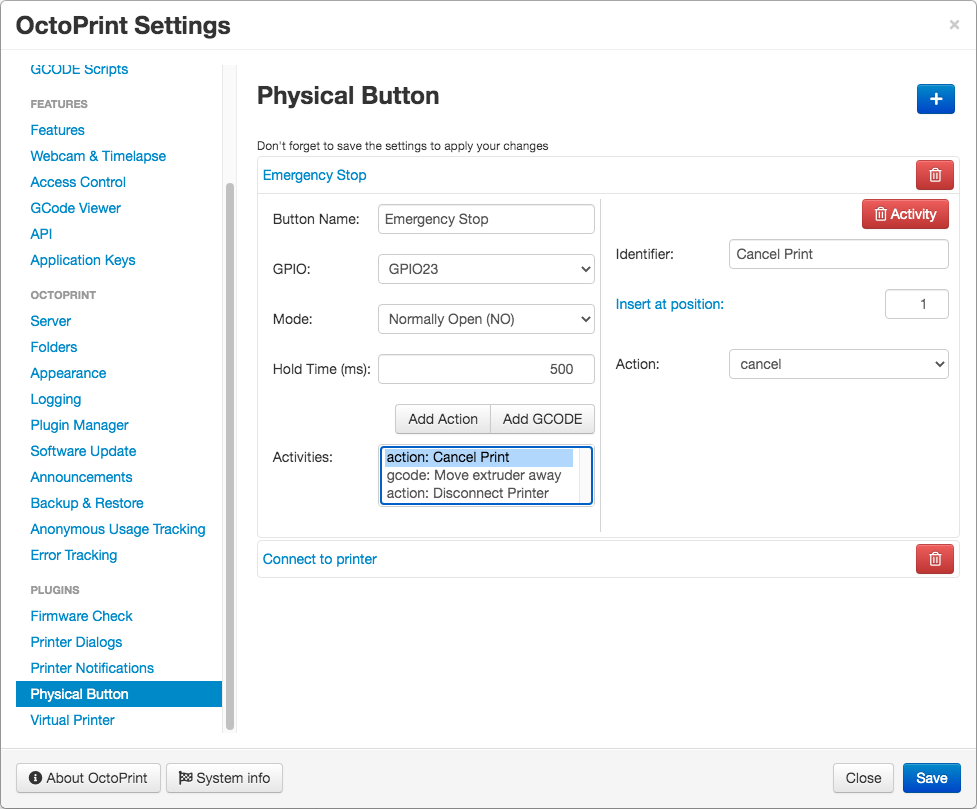 OctoPrint Settings
×
GCODE Scripts
FEATURES
Features
Webcam & Timelapse
Access Control
GCode Viewer
API
Application Keys
OCTOPRINT
Server
Folders
Appearance
Logging
Plugin Manager
Software Update
Announcements
Backup & Restore
Anonymous Usage Tracking
Error Tracking
PLUGINS
Firmware Check
Printer Dialogs
Printer Notifications
Physical Button
Virtual Printer
Physical Button
+
Don't forget to save the settings to apply your changes
Emergency Stop
Button Name: Emergency Stop
GPIO: GPIO23
Mode: Normally Open (NO)
Hold Time (ms): 500
Add Action Add GCODE
Activities: action: Cancel Print
gcode: Move extruder away
action: Disconnect Printer
Activity
Identifier: Cancel Print
Insert at position: 1
Action: cancel
Connect to printer
About OctoPrint System info Close Save